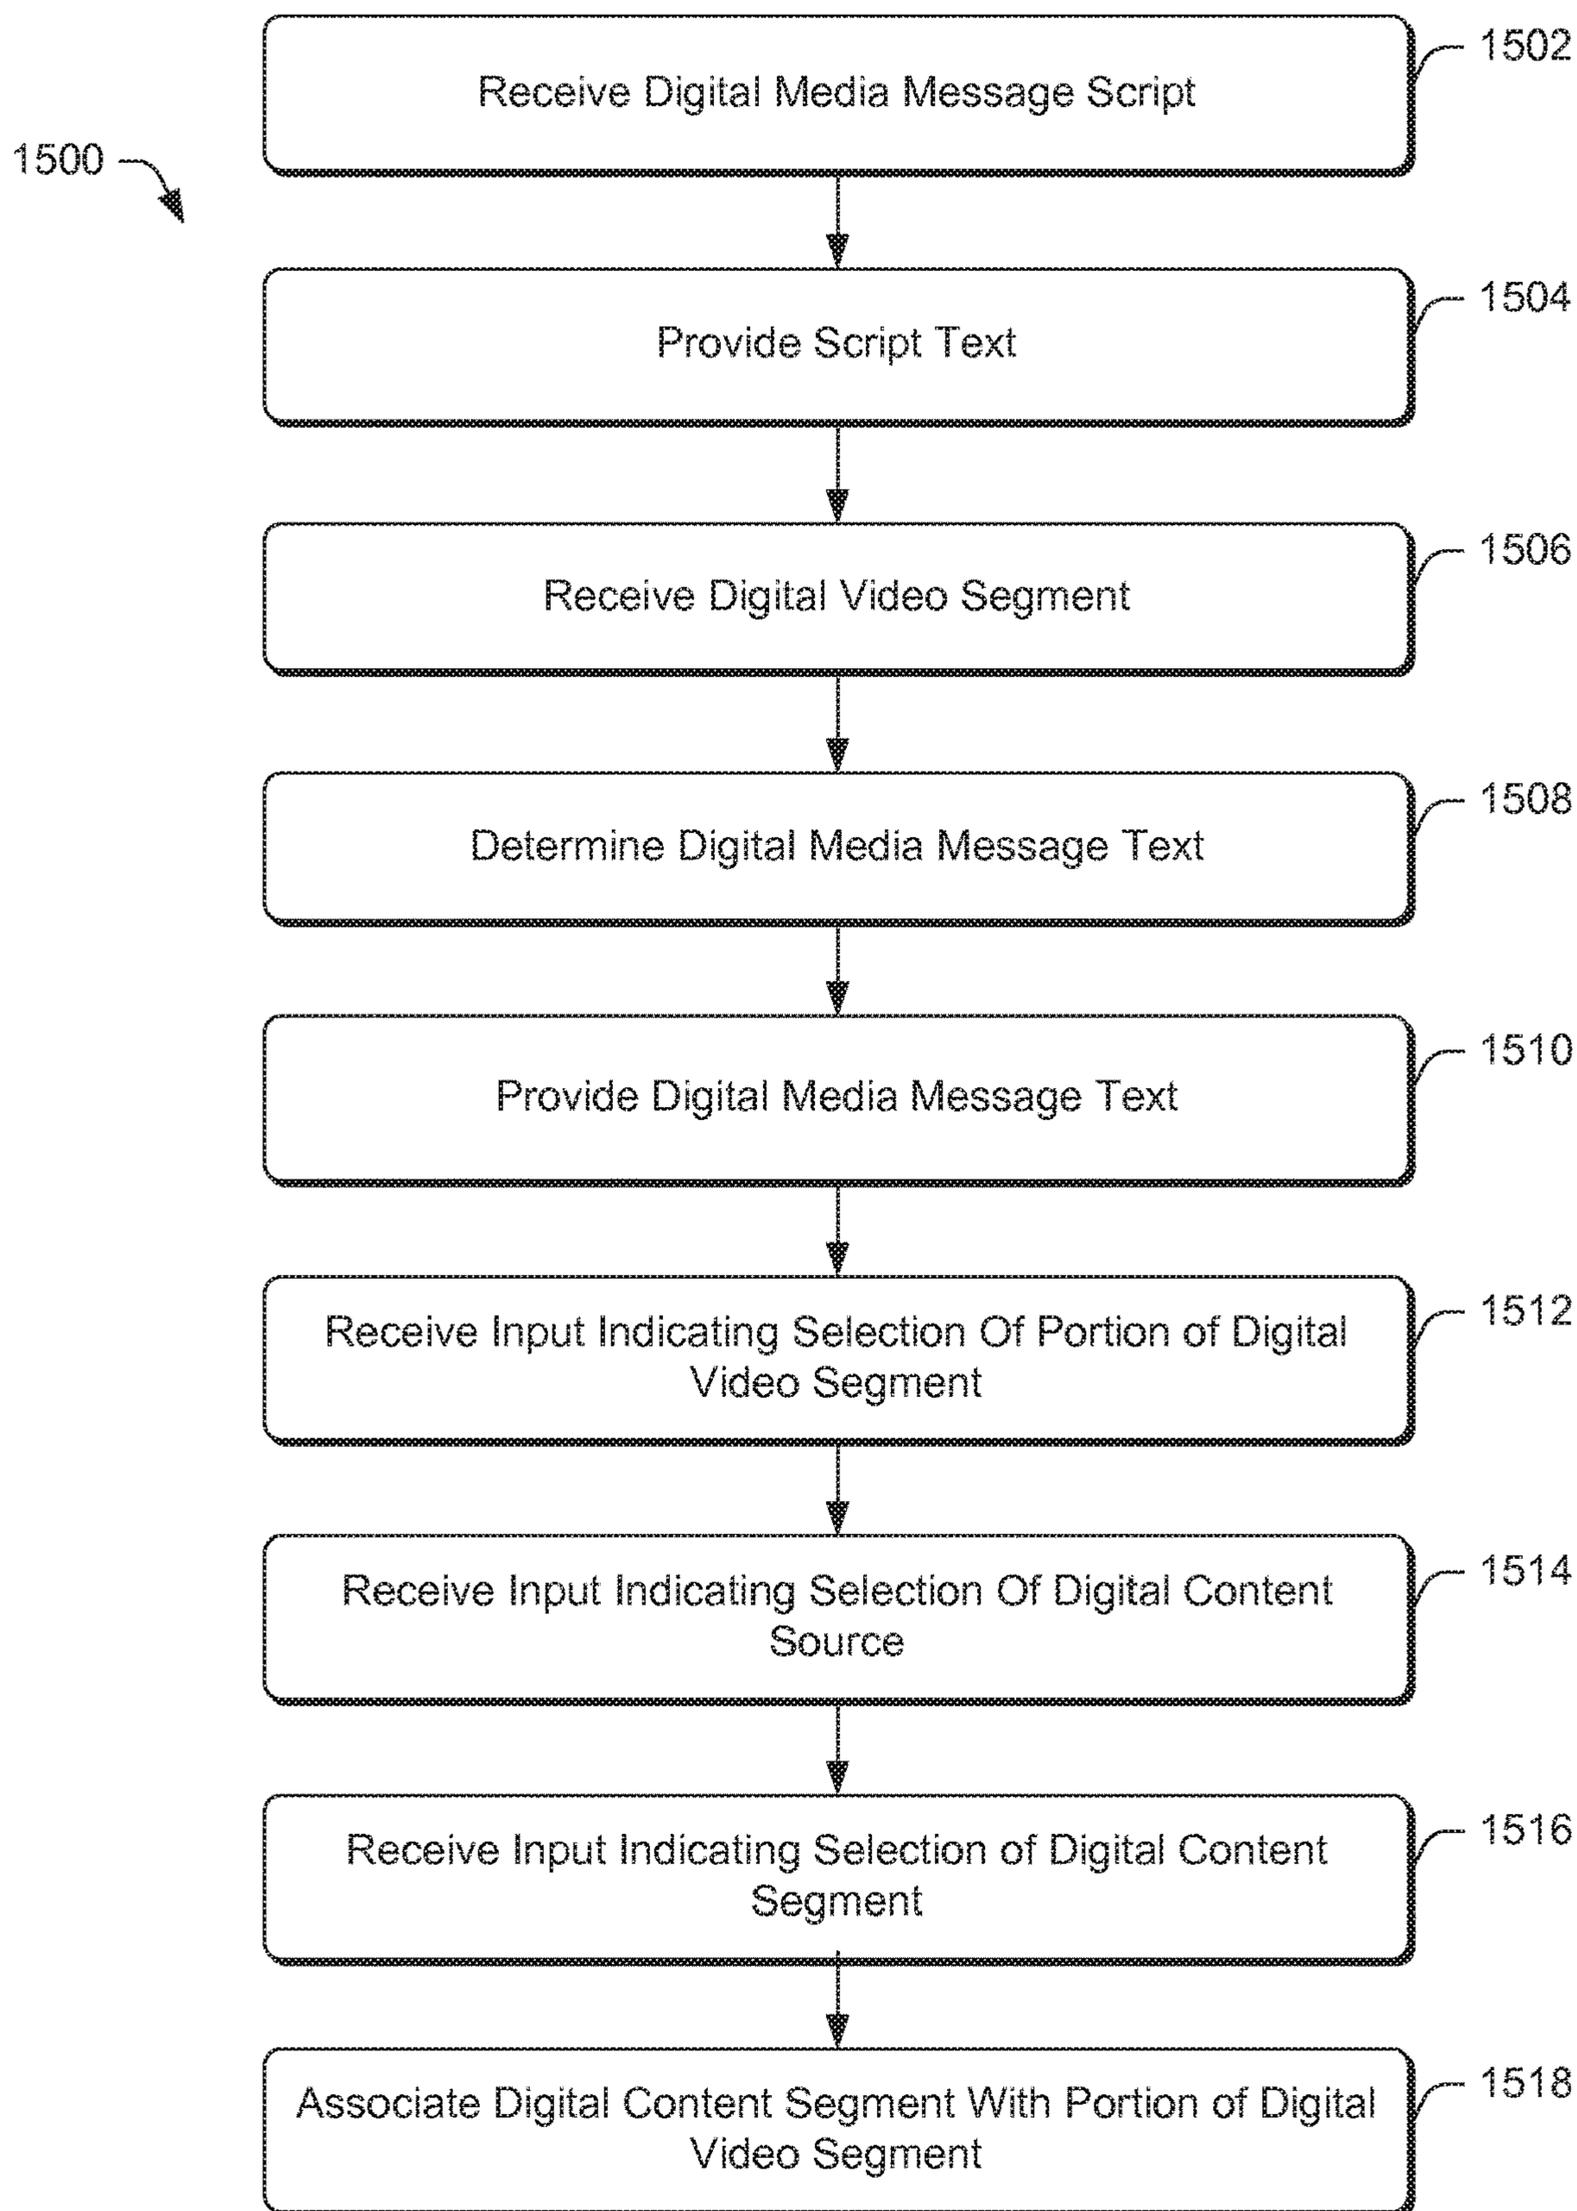 1500
Receive Digital Media Message Script
1502
Provide Script Text
1504
Receive Digital Video Segment
1506
Determine Digital Media Message Text
1508
Provide Digital Media Message Text
1510
Receive Input Indicating Selection Of Portion of Digital
Video Segment
1512
Receive Input Indicating Selection Of Digital Content
Source
1514
Receive Input Indicating Selection of Digital Content
Segment
1516
Associate Digital Content Segment With Portion of Digital
Video Segment
1518